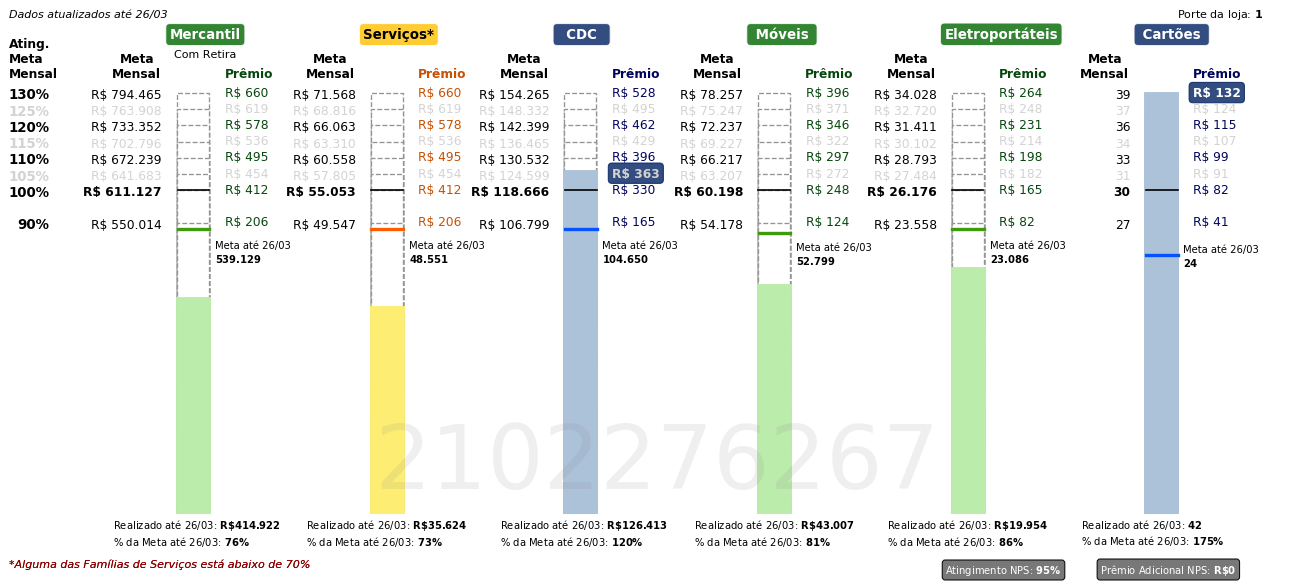 Dados atualizados até 26/03
Porte da loja: 1
Mercantil Serviços* CDC Móveis Eletroportáteis Cartões
Com Retira
Ating. Meta Mensal
Meta Mensal Prêmio Meta Mensal Prêmio Meta Mensal Prêmio Meta Mensal Prêmio Meta Mensal Prêmio Meta Mensal Prêmio
130% R$ 794.465 R$ 660 R$ 71.568 R$ 660 R$ 154.265 R$ 528 R$ 78.257 R$ 396 R$ 34.028 R$ 264 39 R$ 132
125% R$ 763.908 R$ 619 R$ 68.816 R$ 619 R$ 148.332 R$ 495 R$ 75.247 R$ 371 R$ 32.720 R$ 248 37 R$ 124
120% R$ 733.352 R$ 578 R$ 66.063 R$ 578 R$ 142.399 R$ 462 R$ 72.237 R$ 346 R$ 31.411 R$ 231 36 R$ 115
115% R$ 702.796 R$ 536 R$ 63.310 R$ 536 R$ 136.465 R$ 429 R$ 69.227 R$ 322 R$ 30.102 R$ 214 34 R$ 107
110% R$ 672.239 R$ 495 R$ 60.558 R$ 495 R$ 130.532 R$ 396 R$ 66.217 R$ 297 R$ 28.793 R$ 198 33 R$ 99
105% R$ 641.683 R$ 454 R$ 57.805 R$ 454 R$ 124.599 R$ 363 R$ 63.207 R$ 272 R$ 27.484 R$ 182 31 R$ 91
100% R$ 611.127 R$ 412 R$ 55.053 R$ 412 R$ 118.666 R$ 330 R$ 60.198 R$ 248 R$ 26.176 R$ 165 30 R$ 82
90% R$ 550.014 R$ 206 R$ 49.547 R$ 206 R$ 106.799 R$ 165 R$ 54.178 R$ 124 R$ 23.558 R$ 82 27 R$ 41
Meta até 26/03 Meta até 26/03 Meta até 26/03 Meta até 26/03 Meta até 26/03 Meta até 26/03
539.129 48.551 104.650 52.799 23.086 24
2102276267
Realizado até 26/03: R$414.922 Realizado até 26/03: R$35.624 Realizado até 26/03: R$126.413 Realizado até 26/03: R$43.007 Realizado até 26/03: R$19.954 Realizado até 26/03: 42
% da Meta até 26/03: 76% % da Meta até 26/03: 73% % da Meta até 26/03: 120% % da Meta até 26/03: 81% % da Meta até 26/03: 86% % da Meta até 26/03: 175%
*Alguma das Famílias de Serviços está abaixo de 70%
Atingimento NPS: 95% Prêmio Adicional NPS: R$0